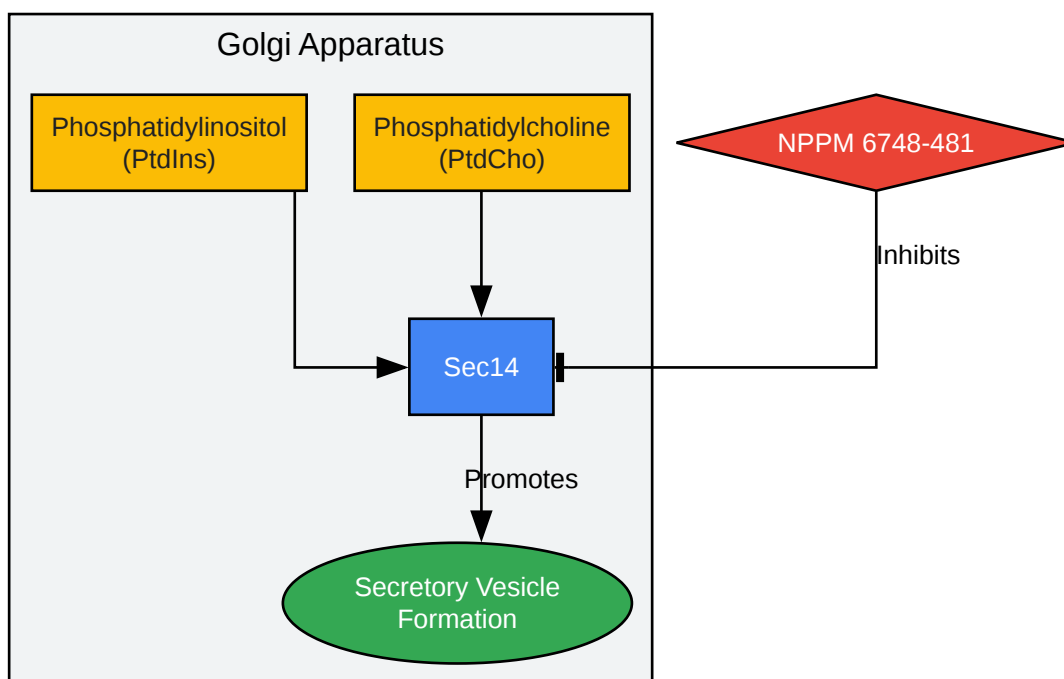 Golgi Apparatus
Phosphatidylinositol
(PtdIns)
Phosphatidylcholine
(PtdCho)
NPPM 6748-481
Inhibits
Sec14
Promotes
Secretory Vesicle
Formation